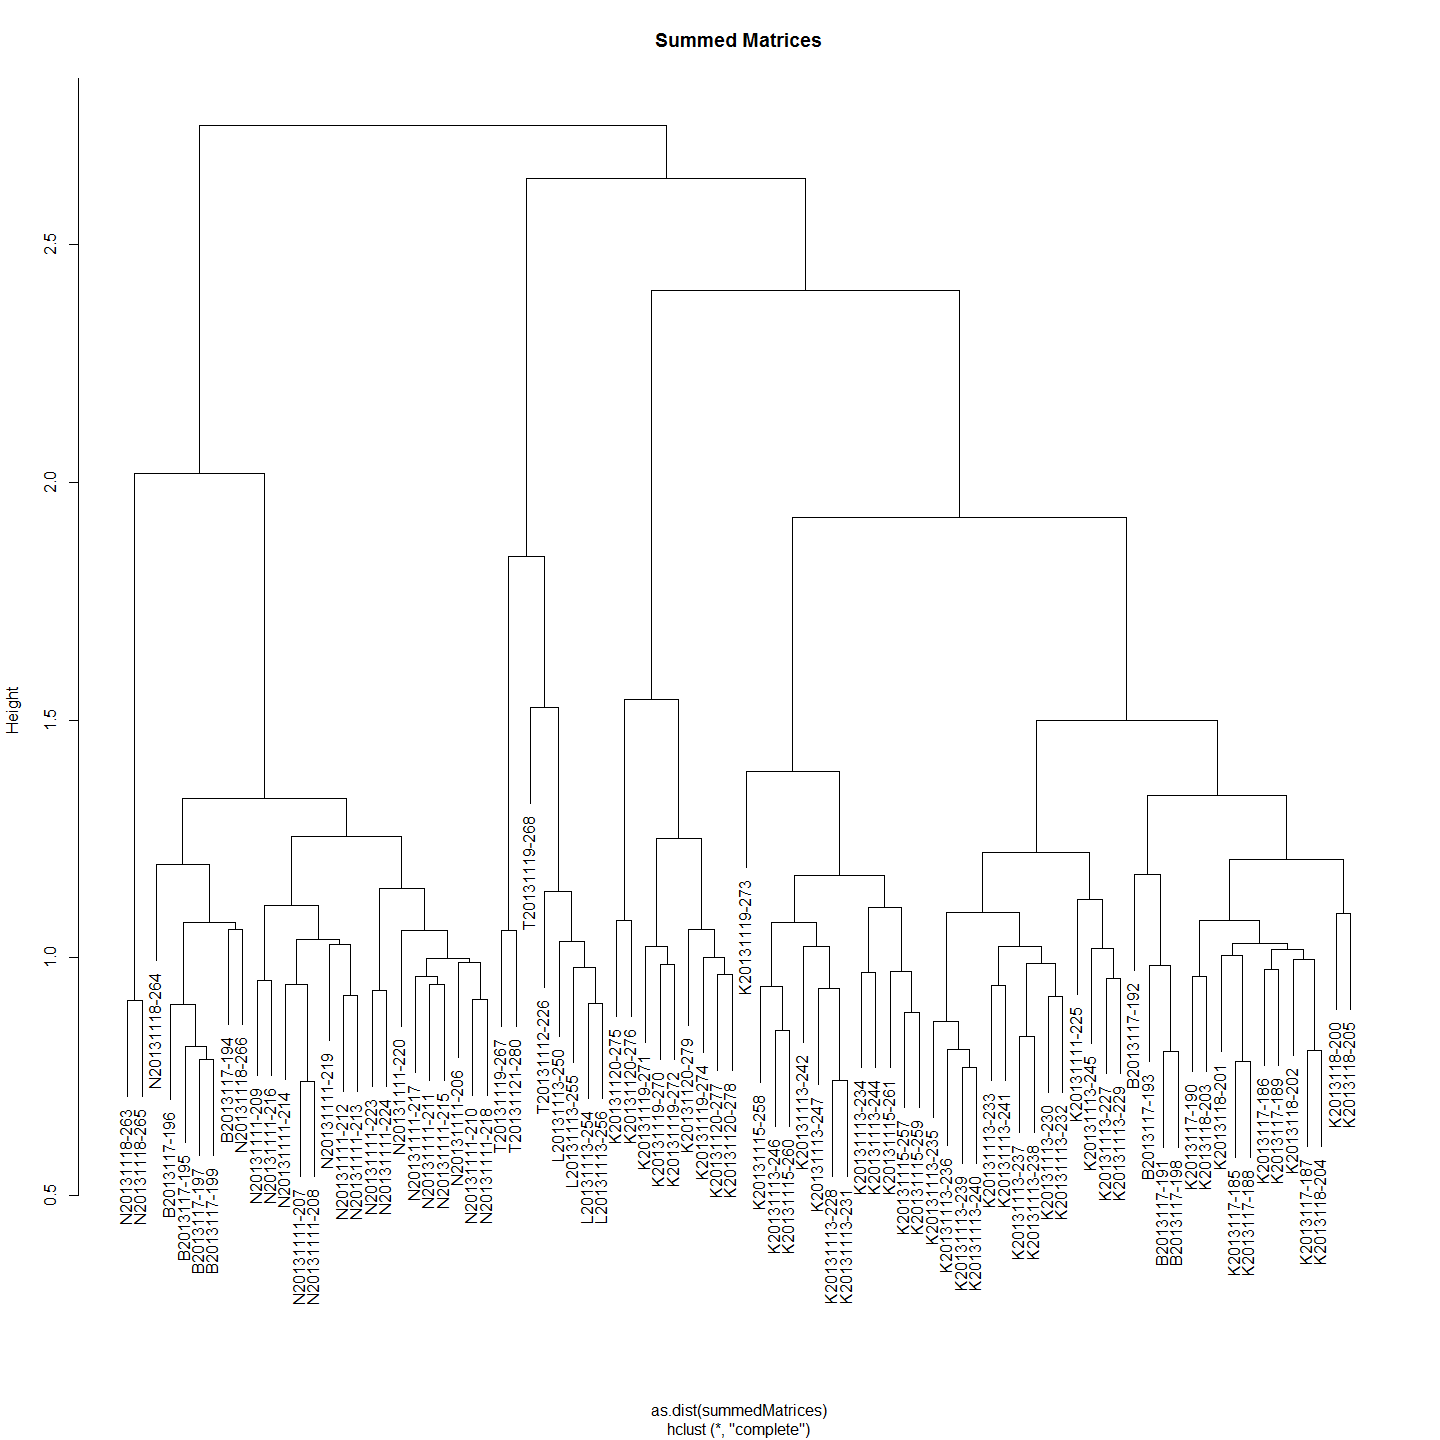 Summed Matrices
Height
2.5
2.0
1.5
1.0
0.5
N20131118-263
N20131118-265
N20131118-264
B2013117-196
B2013117-195
B2013117-197
B2013117-199
B2013117-194
N20131118-266
N20131111-209
N20131111-216
N20131111-214
N20131111-207
N20131111-208
N20131111-219
N20131111-212
N20131111-213
N20131111-223
N20131111-224
N20131111-220
N20131111-217
N20131111-211
N20131111-215
N20131111-206
N20131111-210
N20131111-218
T20131119-267
T20131121-280
T20131119-268
T20131112-226
L20131113-250
L20131113-255
L20131113-254
L20131113-256
K20131120-275
K20131120-276
K20131119-271
K20131119-270
K20131119-272
K20131120-279
K20131119-274
K20131120-277
K20131120-278
K20131119-273
K20131115-258
K20131113-246
K20131115-260
K20131113-242
K20131113-247
K20131113-228
K20131113-231
K20131113-234
K20131113-244
K20131115-261
K20131115-257
K20131115-259
K20131113-235
K20131113-236
K20131113-239
K20131113-240
K20131113-233
K20131113-241
K20131113-237
K20131113-238
K20131113-230
K20131113-232
K20131111-225
K20131113-245
K20131113-227
K20131113-229
B2013117-192
B2013117-193
B2013117-191
B2013117-198
K2013117-190
K2013118-203
K2013118-201
K2013117-185
K2013117-188
K2013117-186
K2013117-189
K2013118-202
K2013117-187
K2013118-204
K2013118-200
K2013118-205
as.dist(summedMatrices)
hclust (*, "complete")